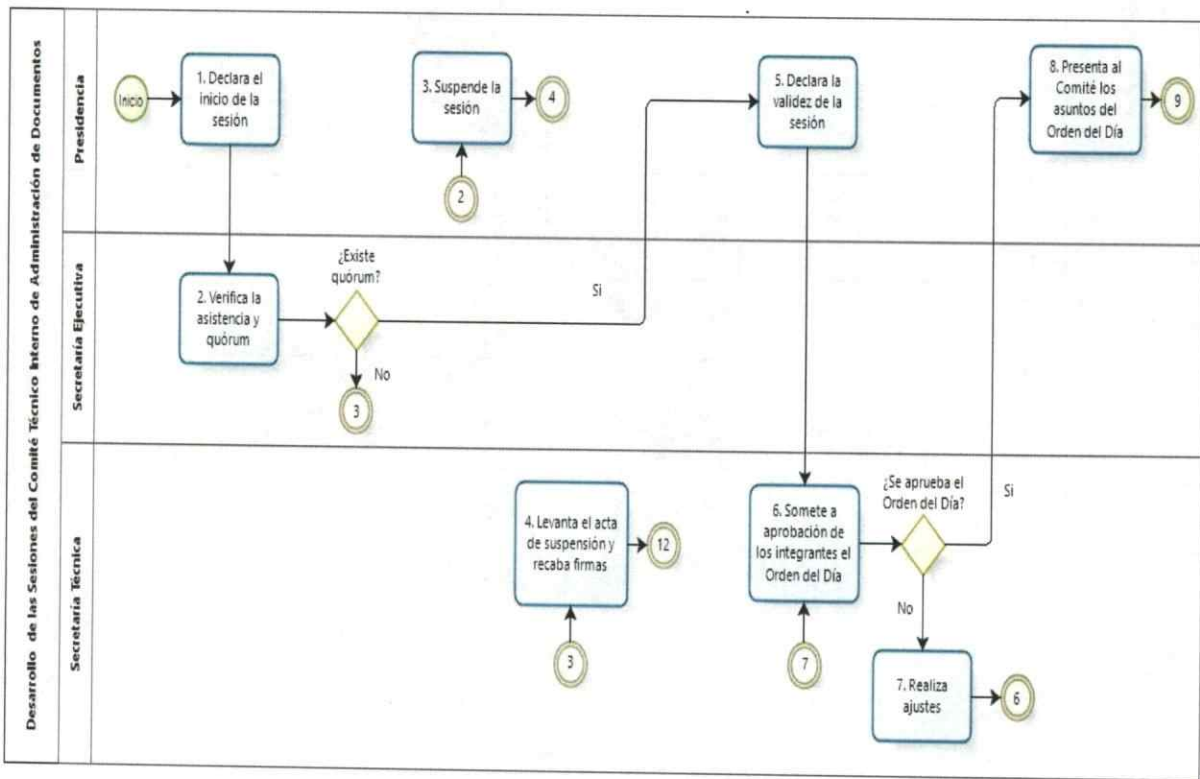 Desarrollo de las Sesiones del Comité Técnico Interno de Administración de Documentos
Presidencia
Inicio
1. Declara el
inicio de la
sesión
3. Suspende la
sesión
4
2
5. Declara la
validez de la
sesión
8. Presenta al
Comité los
asuntos del
Orden del Día
9
Secretaría Ejecutiva
2. Verifica la
asistencia y
quórum
¿Existe
quórum?
Si
No
3
Secretaría Técnica
4. Levanta el acta
de suspensión y
recaba firmas
12
3
6. Somete a
aprobación de
los integrantes el
Orden del Día
7
¿Se aprueba el
Orden del Día?
Si
No
7. Realiza
ajustes
6